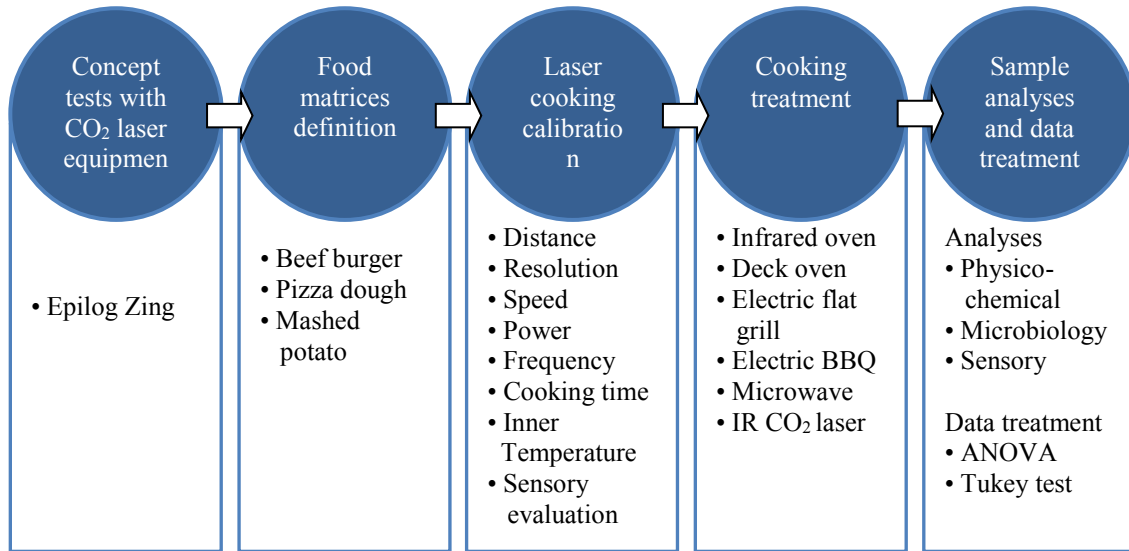 Concept
tests with
CO₂ laser
equipmen
• Epilog Zing
Food
matrices
definition
• Beef burger
• Pizza dough
• Mashed
potato
Laser
cooking
calibratio
n
• Distance
• Resolution
• Speed
• Power
• Frequency
• Cooking time
• Inner
Temperature
• Sensory
evaluation
Cooking
treatment
• Infrared oven
• Deck oven
• Electric flat
grill
• Electric BBQ
• Microwave
• IR CO₂ laser
Sample
analyses
and data
treatment
Analyses
• Physico-
chemical
• Microbiology
• Sensory
Data treatment
• ANOVA
• Tukey test